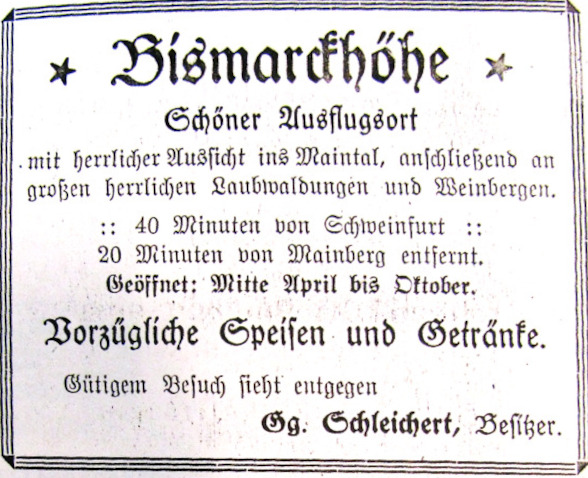 Bismarckhöhe
Schöner Ausflugsort
mit herrlicher Aussicht ins Maintal, anschließend an
großen herrlichen Laubwaldungen und Weinbergen.
:: 40 Minuten von Schweinfurt ::
20 Minuten von Mainberg entfernt.
Geöffnet: Mitte April bis Oktober.
Vorzügliche Speisen und Getränke.
Gütigem Besuch sieht entgegen
Gg. Schleichert, Besitzer.